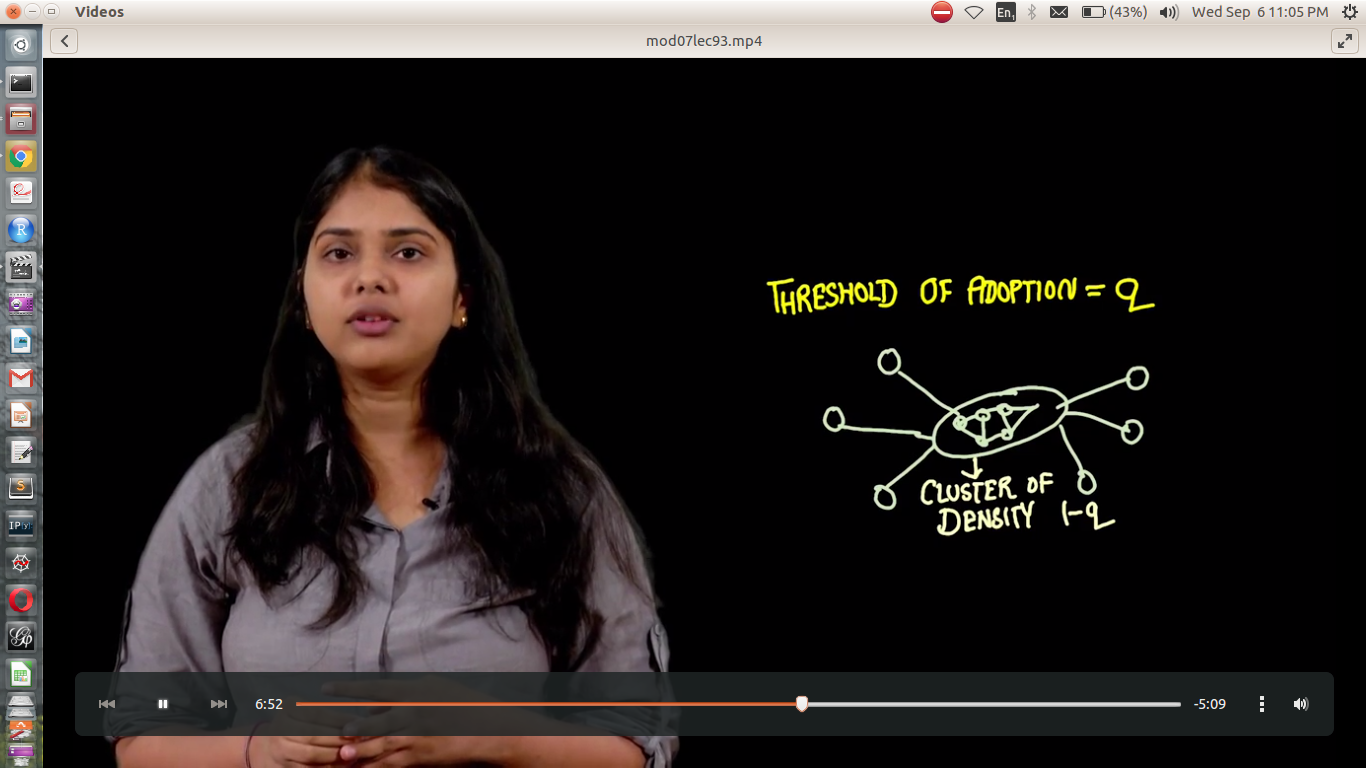 Videos
En1
(43%)
Wed Sep 6 11:05 PM
mod07lec93.mp4
THRESHOLD OF ADOPTION = q
CLUSTER OF
DENSITY 1-q
6:52
-5:09
R
S
IP[y]: